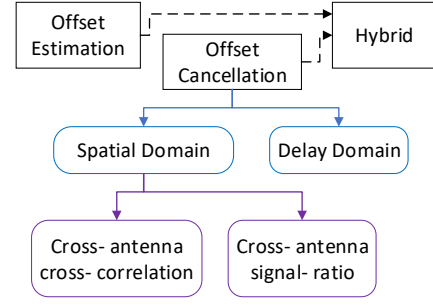 Offset
Estimation
Hybrid
Offset
Cancellation
Spatial Domain
Delay Domain
Cross- antenna
cross- correlation
Cross- antenna
signal- ratio